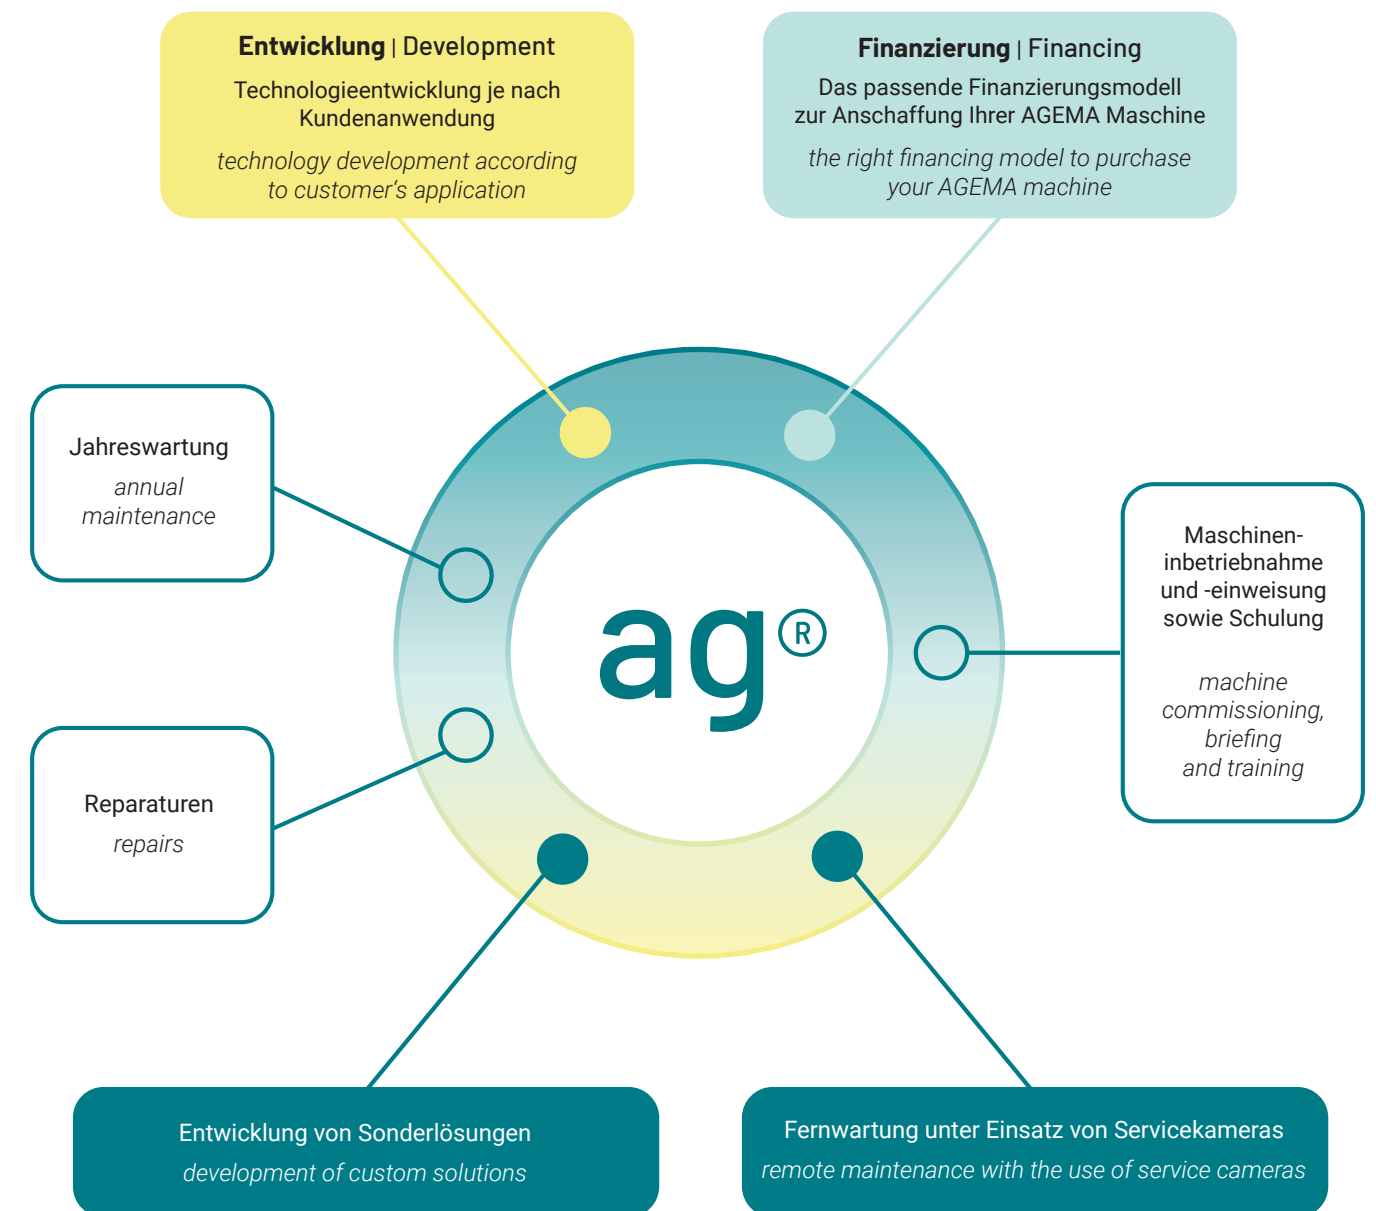 Entwicklung | Development
Technologieentwicklung je nach
Kundenanwendung
technology development according
to customer‘s application
Finanzierung | Financing
Das passende Finanzierungsmodell
zur Anschaffung Ihrer AGEMA Maschine
the right financing model to purchase
your AGEMA machine
Jahreswartung
annual
maintenance
Maschinen-
inbetriebnahme
und -einweisung
sowie Schulung
machine
commissioning,
briefing
and training
ag®
Reparaturen
repairs
Entwicklung von Sonderlösungen
development of custom solutions
Fernwartung unter Einsatz von Servicekameras
remote maintenance with the use of service cameras